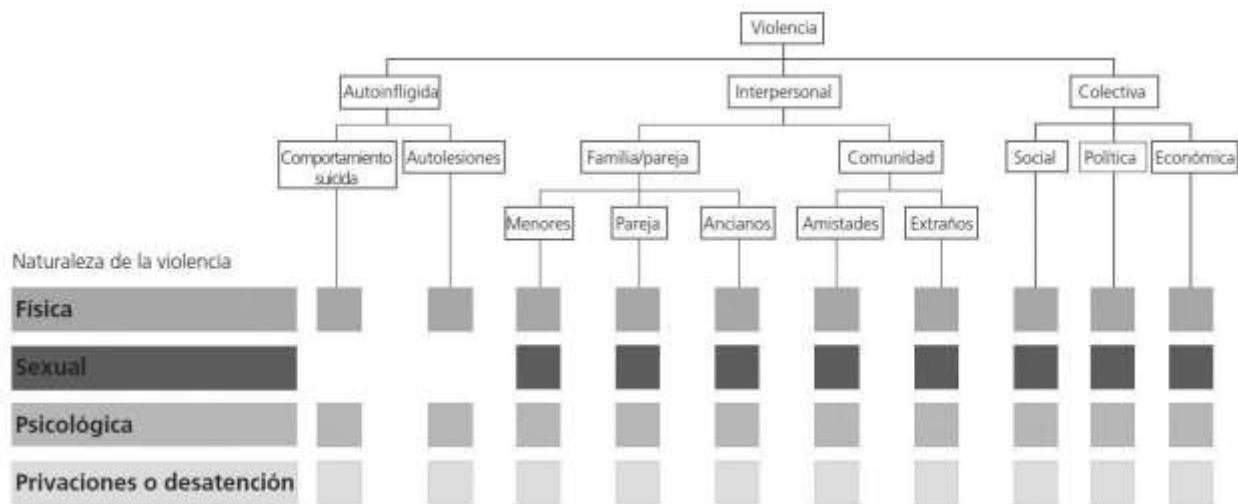 Violencia
Autoinfligida
Interpersonal
Colectiva
Comportamiento
suicida
Autolesiones
Familia/pareja
Comunidad
Social
Política
Económica
Menores
Pareja
Ancianos
Amistades
Extraños
Naturaleza de la violencia
Física
Sexual
Psicológica
Privaciones o desatención